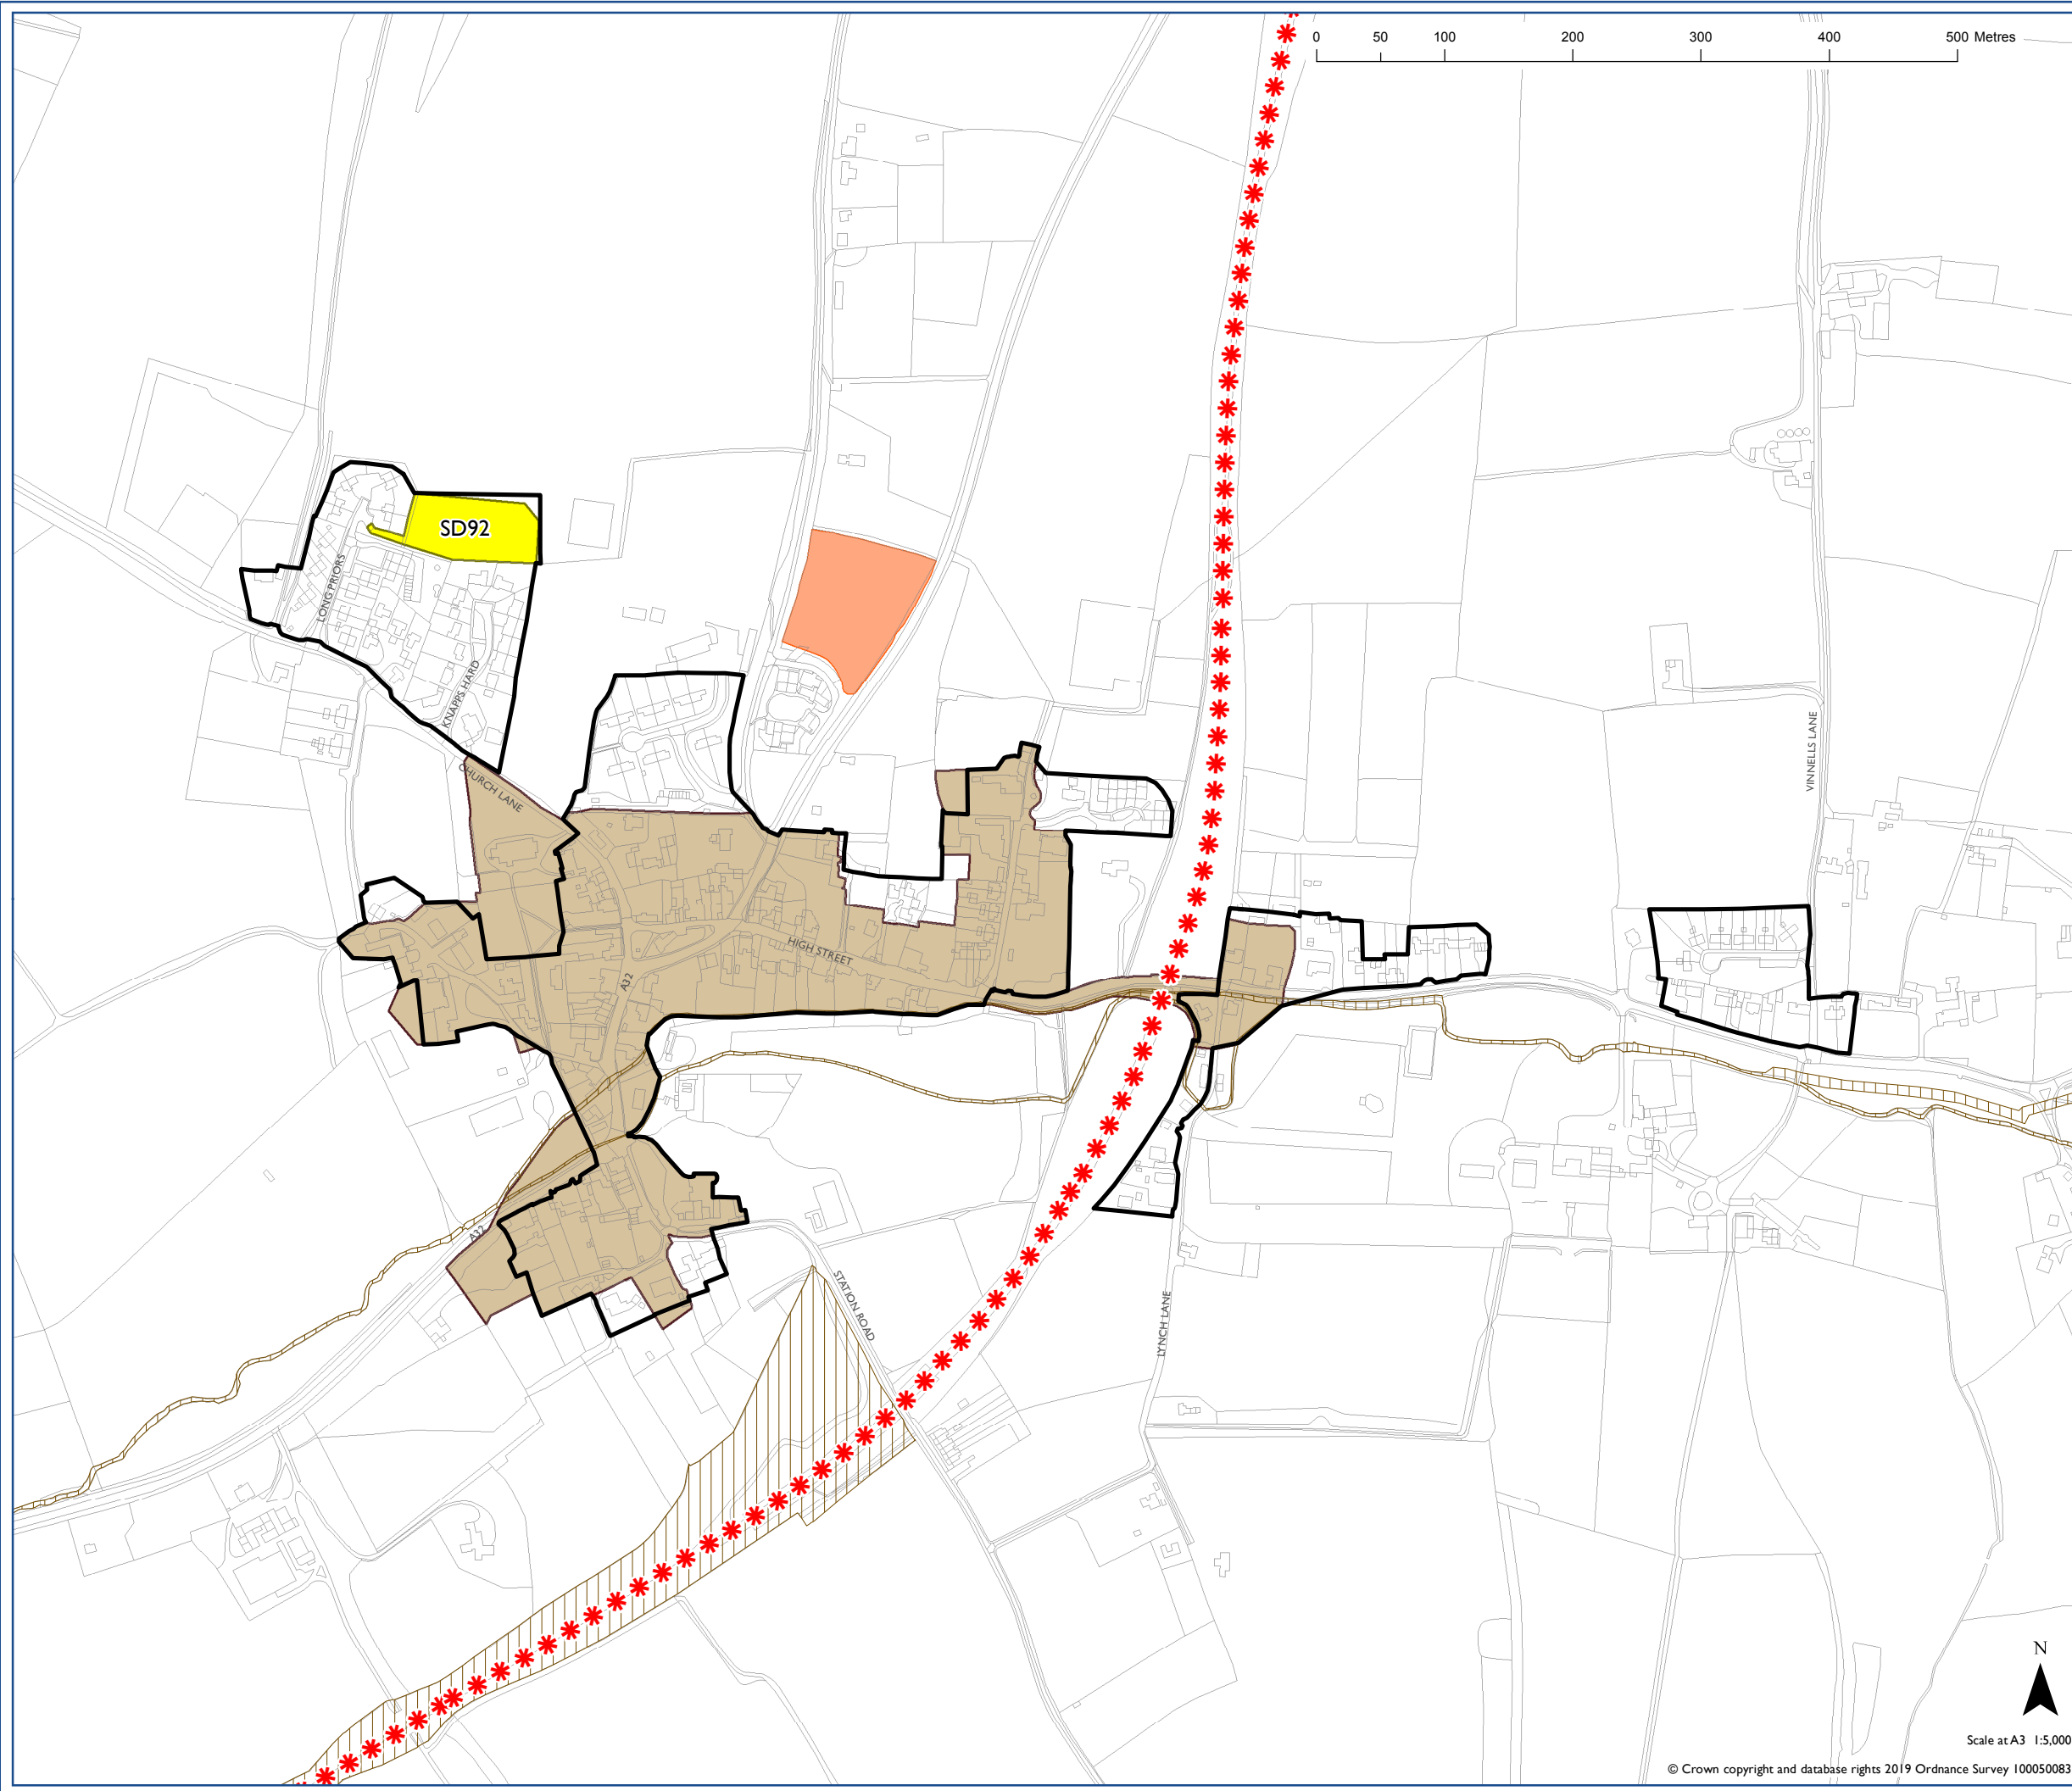 0 50 100 200 300 400 500 Metres
SD92
LONG PRIORS
KNAPPS HARD
CHURCH LANE
VINNELLS LANE
HIGH STREET
A32
A32
STATION ROAD
LYNCH LANE
N
Scale at A3 1:5,000
© Crown copyright and database rights 2019 Ordnance Survey 100050083